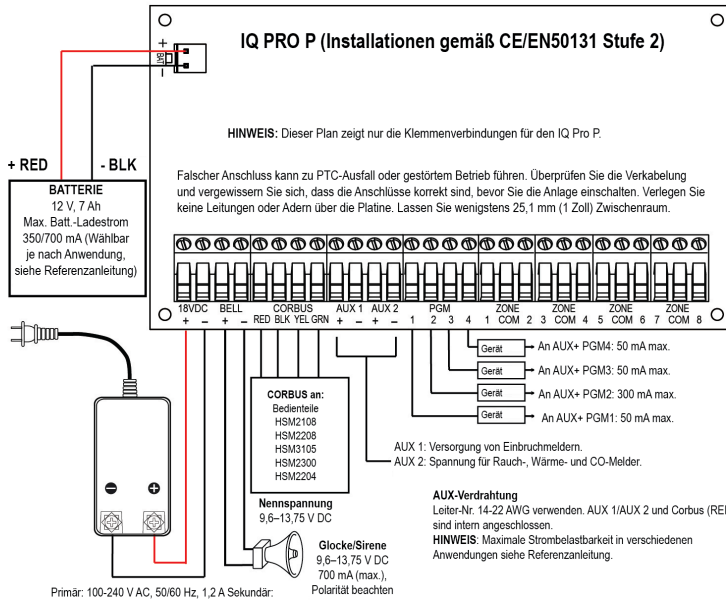 IQ PRO P (Installationen gemäß CE/EN50131 Stufe 2)
+
BAT
–
HINWEIS: Dieser Plan zeigt nur die Klemmenverbindungen für den IQ Pro P.
+ RED
- BLK
Falscher Anschluss kann zu PTC-Ausfall oder gestörtem Betrieb führen. Überprüfen Sie die Verkabelung
und vergewissern Sie sich, dass die Anschlüsse korrekt sind, bevor Sie die Anlage einschalten. Verlegen Sie
keine Leitungen oder Adern über die Platine. Lassen Sie wenigstens 25,1 mm (1 Zoll) Zwischenraum.
BATTERIE
12 V, 7 Ah
Max. Batt.-Ladestrom
350/700 mA (Wählbar
je nach Anwendung,
siehe Referenzanleitung)
18VDC BELL CORBUS AUX 1 AUX 2 PGM ZONE ZONE ZONE ZONE
+ – + – RED BLK YEL GRN + – + – 1 2 3 4 1 COM 2 3 COM 4 5 COM 6 7 COM 8
Gerät An AUX+ PGM4: 50 mA max.
Gerät An AUX+ PGM3: 50 mA max.
Gerät An AUX+ PGM2: 300 mA max.
Gerät An AUX+ PGM1: 50 mA max.
CORBUS an:
Bedienteile
HSM2108
HSM2208
HSM3105
HSM2300
HSM2204
AUX 1: Versorgung von Einbruchmeldern.
AUX 2: Spannung für Rauch-, Wärme- und CO-Melder.
Nennspannung
9,6–13,75 V DC
AUX-Verdrahtung
Leiter-Nr. 14-22 AWG verwenden. AUX 1/AUX 2 und Corbus (RE
sind intern angeschlossen.
HINWEIS: Maximale Strombelastbarkeit in verschiedenen
Anwendungen siehe Referenzanleitung.
– +
Glocke/Sirene
9,6–13,75 V DC
700 mA (max.),
Polarität beachten
Primär: 100-240 V AC, 50/60 Hz, 1,2 A Sekundär: